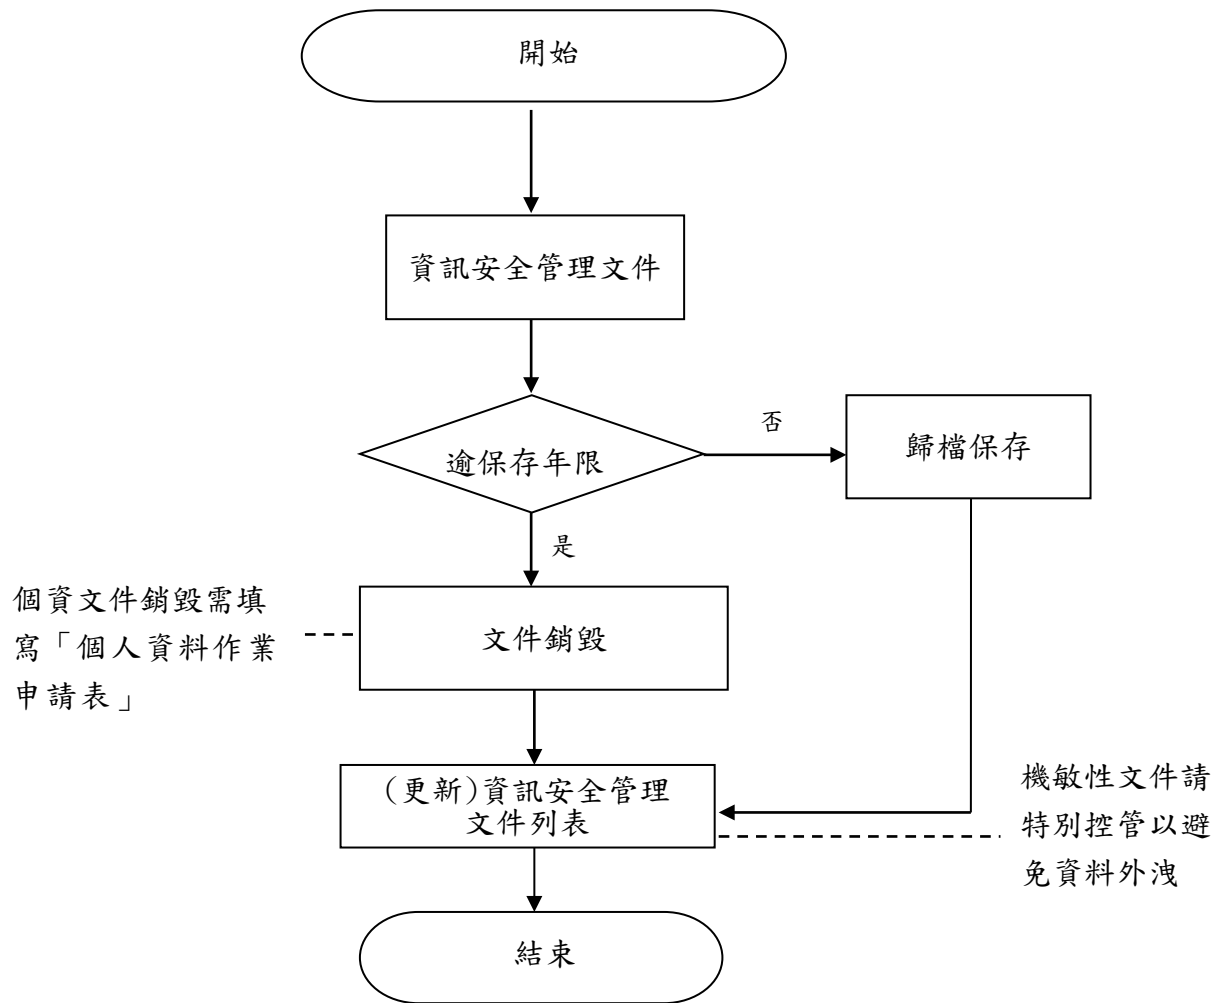 開始
資訊安全管理文件
逾保存年限
否
歸檔保存
是
個資文件銷毀需填
寫「個人資料作業
申請表」
文件銷毀
(更新)資訊安全管理
文件列表
機敏性文件請
特別控管以避
免資料外洩
結束